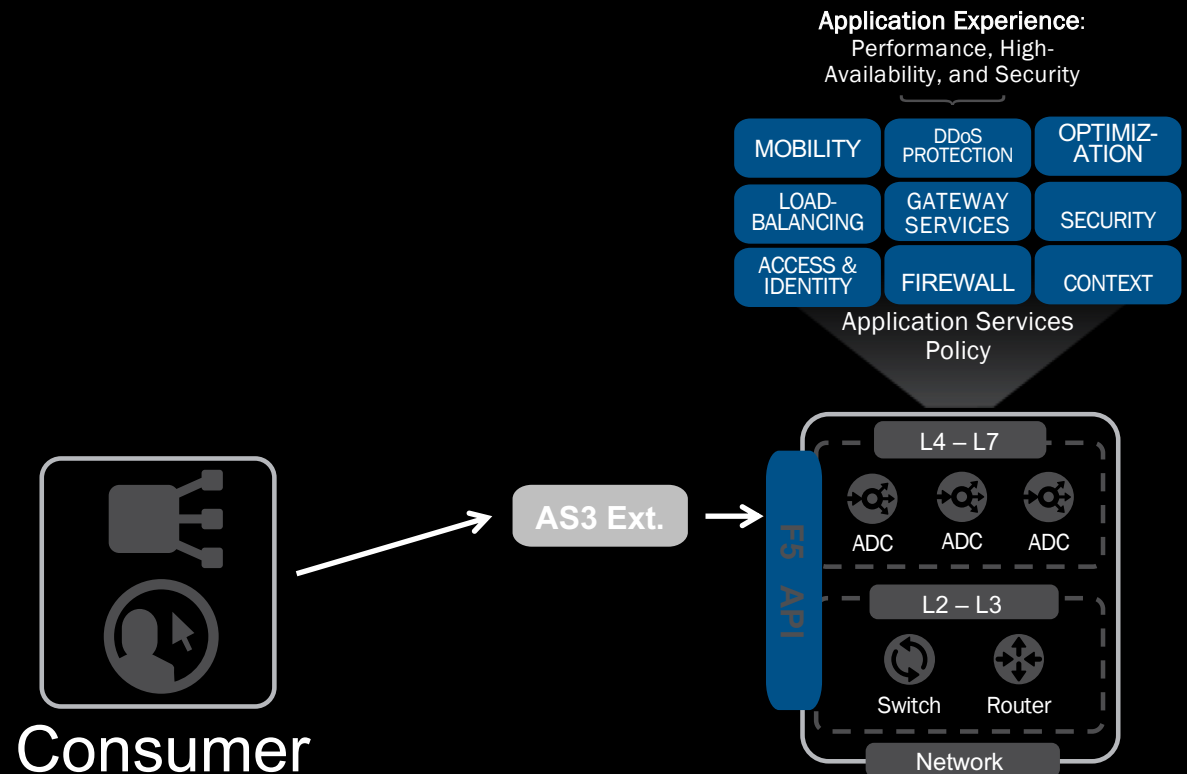 Application Experience:
Performance, High-
Availability, and Security
MOBILITY
DDoS
PROTECTION
OPTIMIZ-
ATION
LOAD-
BALANCING
GATEWAY
SERVICES
SECURITY
ACCESS &
IDENTITY
FIREWALL
CONTEXT
Application Services
Policy
L4 – L7
ADC
ADC
ADC
AS3 Ext.
F5 API
L2 – L3
Switch
Router
Network
Consumer